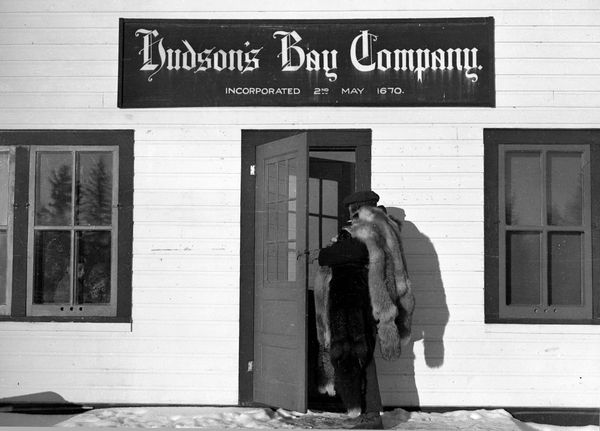 Hudson's Bay Company.
INCORPORATED 2ND MAY 1670.